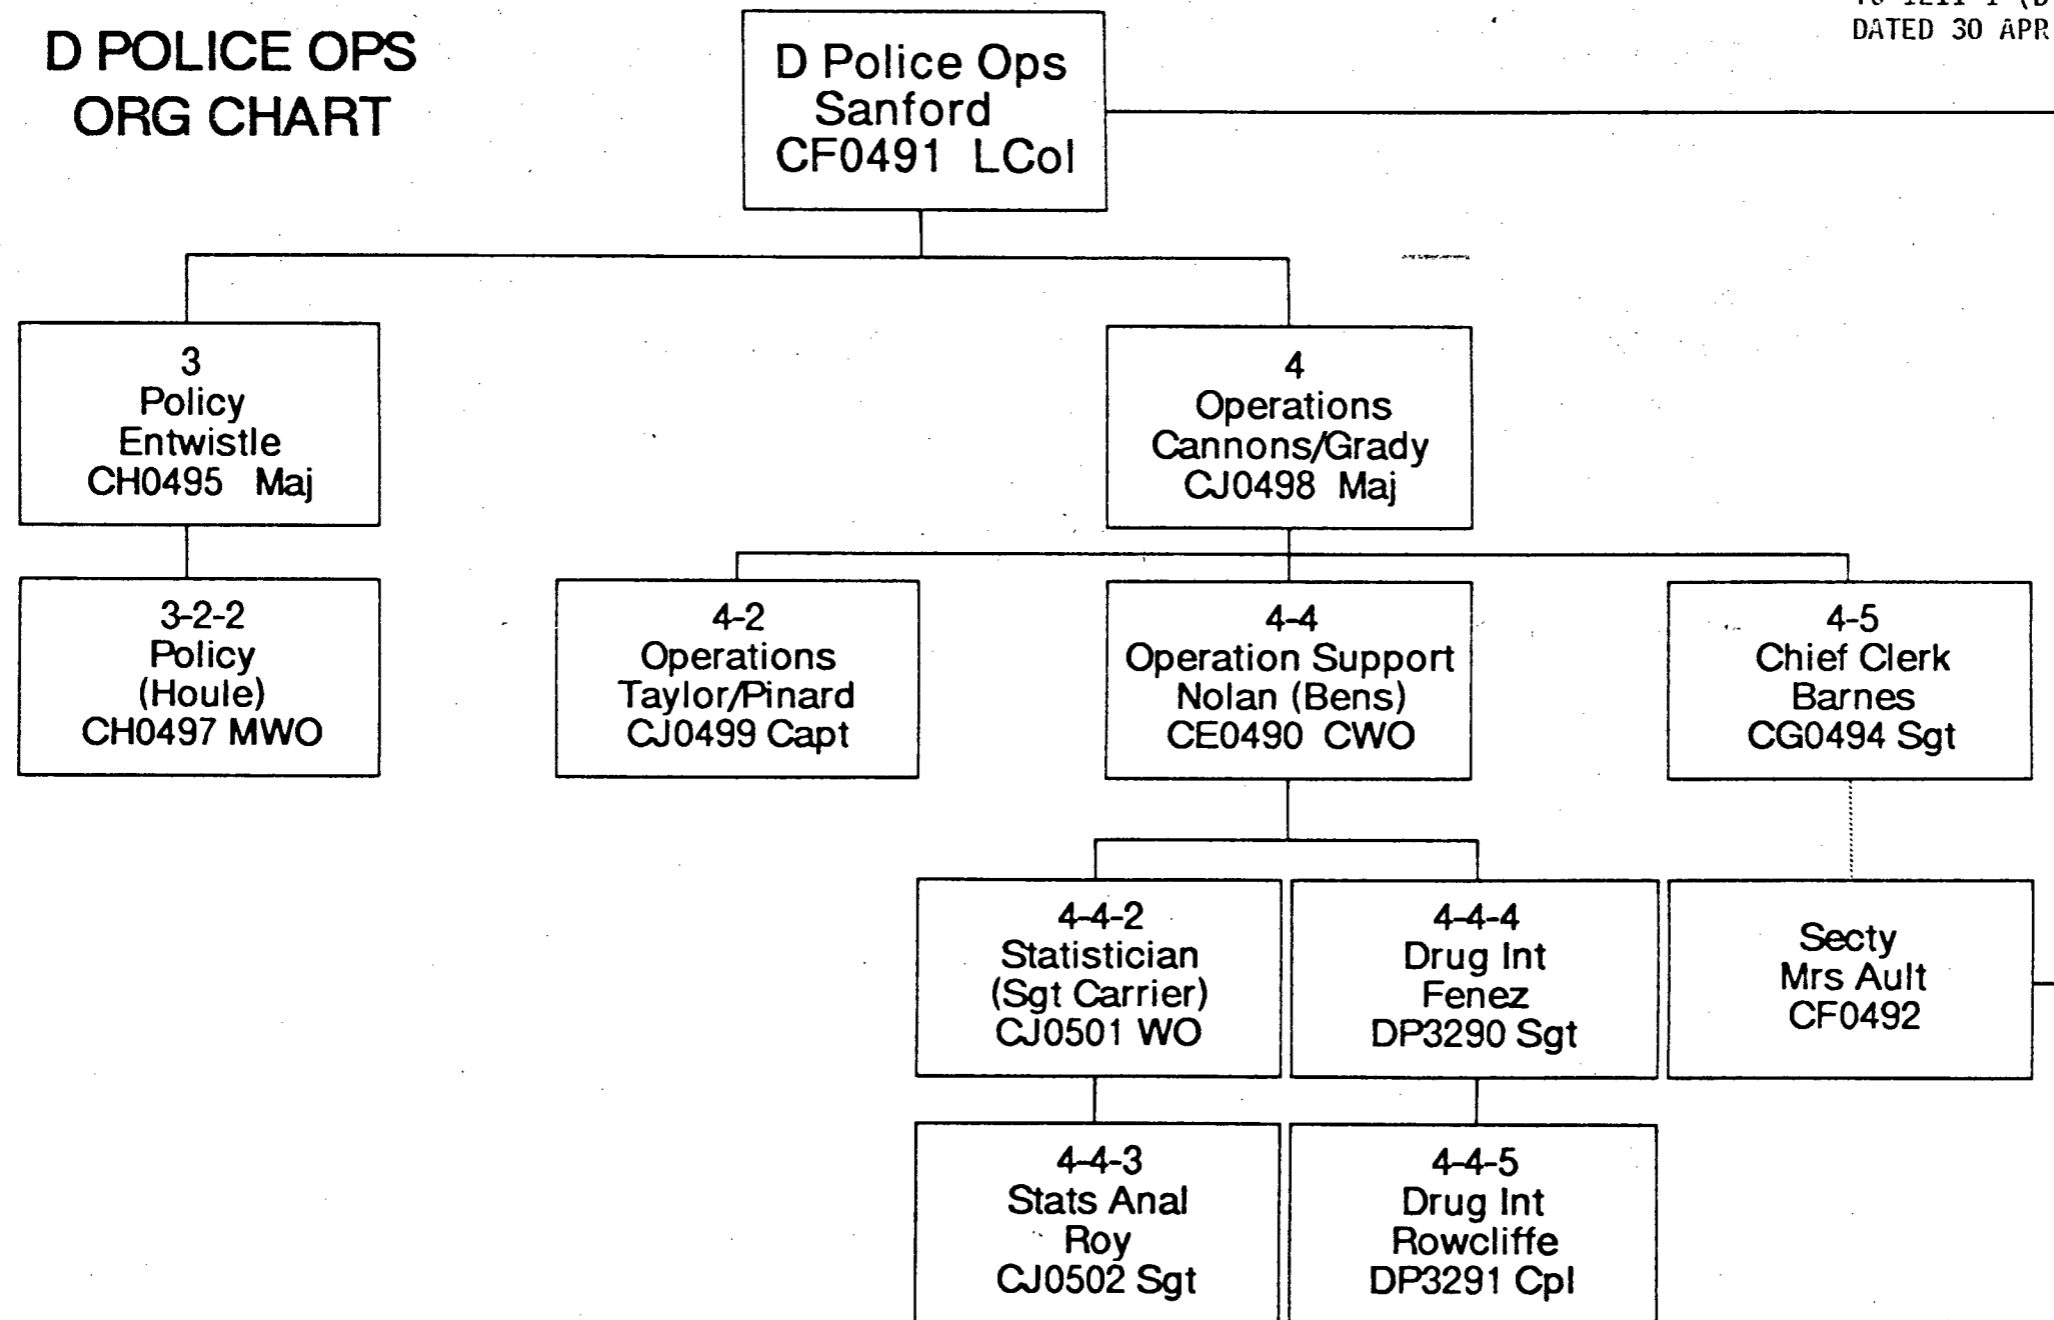 DATED 30 APR
D POLICE OPS
ORG CHART
D Police Ops
Sanford
CF0491 LCol
3
Policy
Entwistle
CH0495 Maj
4
Operations
Cannons/Grady
CJ0498 Maj
3-2-2
Policy
(Houle)
CH0497 MWO
4-2
Operations
Taylor/Pinard
CJ0499 Capt
4-4
Operation Support
Nolan (Bens)
CE0490 CWO
4-5
Chief Clerk
Barnes
CG0494 Sgt
4-4-2
Statistician
(Sgt Carrier)
CJ0501 WO
4-4-4
Drug Int
Fenez
DP3290 Sgt
Secty
Mrs Ault
CF0492
4-4-3
Stats Anal
Roy
CJ0502 Sgt
4-4-5
Drug Int
Rowcliffe
DP3291 Cpl